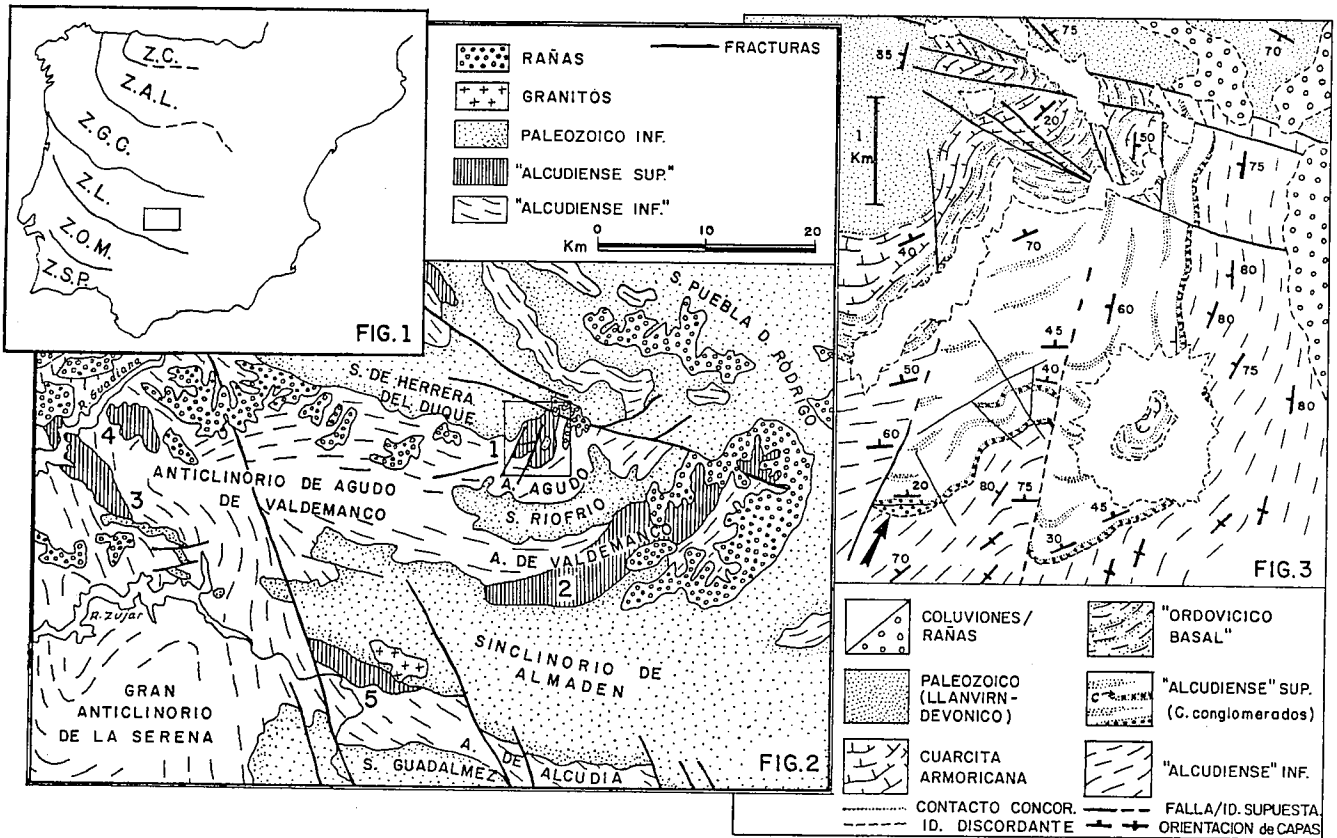 Z.C.
Z.A.L.
Z.G.C.
Z.L.
Z.O.M.
Z.S.P.
FIG.1
RAÑAS
FRACTURAS
GRANITOS
PALEOZOICO INF.
"ALCUDIENSE SUP."
"ALCUDIENSE INF."
Km
0 10 20
S. PUEBLA D. RODRIGO
S. DE HERRERA
DEL DUQUE
1
A. AGUDO
S. RIOFRIO
4
ANTICLINORIO DE AGUDO
DE VALDEMANCO
3
A. DE VALDEMANCO
2
R. Zújar
SINCLINORIO DE
ALMADEN
5
GRAN
ANTICLINORIO
DE LA SERENA
S. GUADALMEZ
A. DE ALCUDIA
FIG.2
75
70
85
1
Km
20
50
75
40
70
80
80
60
45
50
40
75
80
60
20
80
75
45
30
70
FIG.3
COLUVIONES/
RAÑAS
"ORDOVICICO
BASAL"
PALEOZOICO
(LLANVIRN-
DEVONICO)
C
"ALCUDIENSE" SUP.
(C. conglomerados)
CUARCITA
ARMORICANA
"ALCUDIENSE" INF.
CONTACTO CONCOR.
FALLA/ID. SUPUESTA.
ID. DISCORDANTE
ORIENTACION de CAPAS